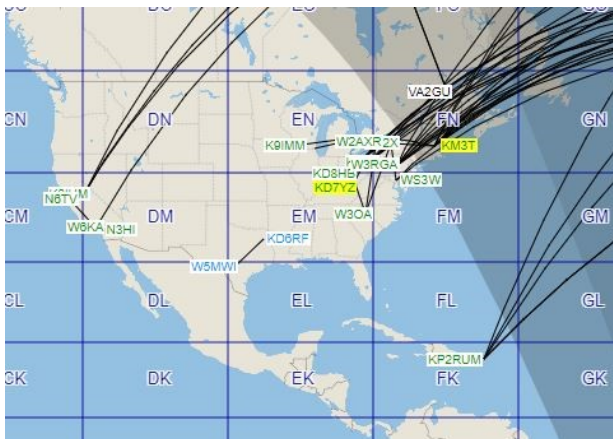 CN
DN
EN
FN
GN
VA2GU
K9IMM
W2AXR
2X
KM3T
W3RGA
KD8HB
KD7YZ
WS3W
N6TV
W3OA
CM
DM
EM
FM
GM
W6KA
N3HI
KD6RF
W5MWI
CL
DL
EL
FL
GL
KP2RUM
CK
DK
EK
FK
GK